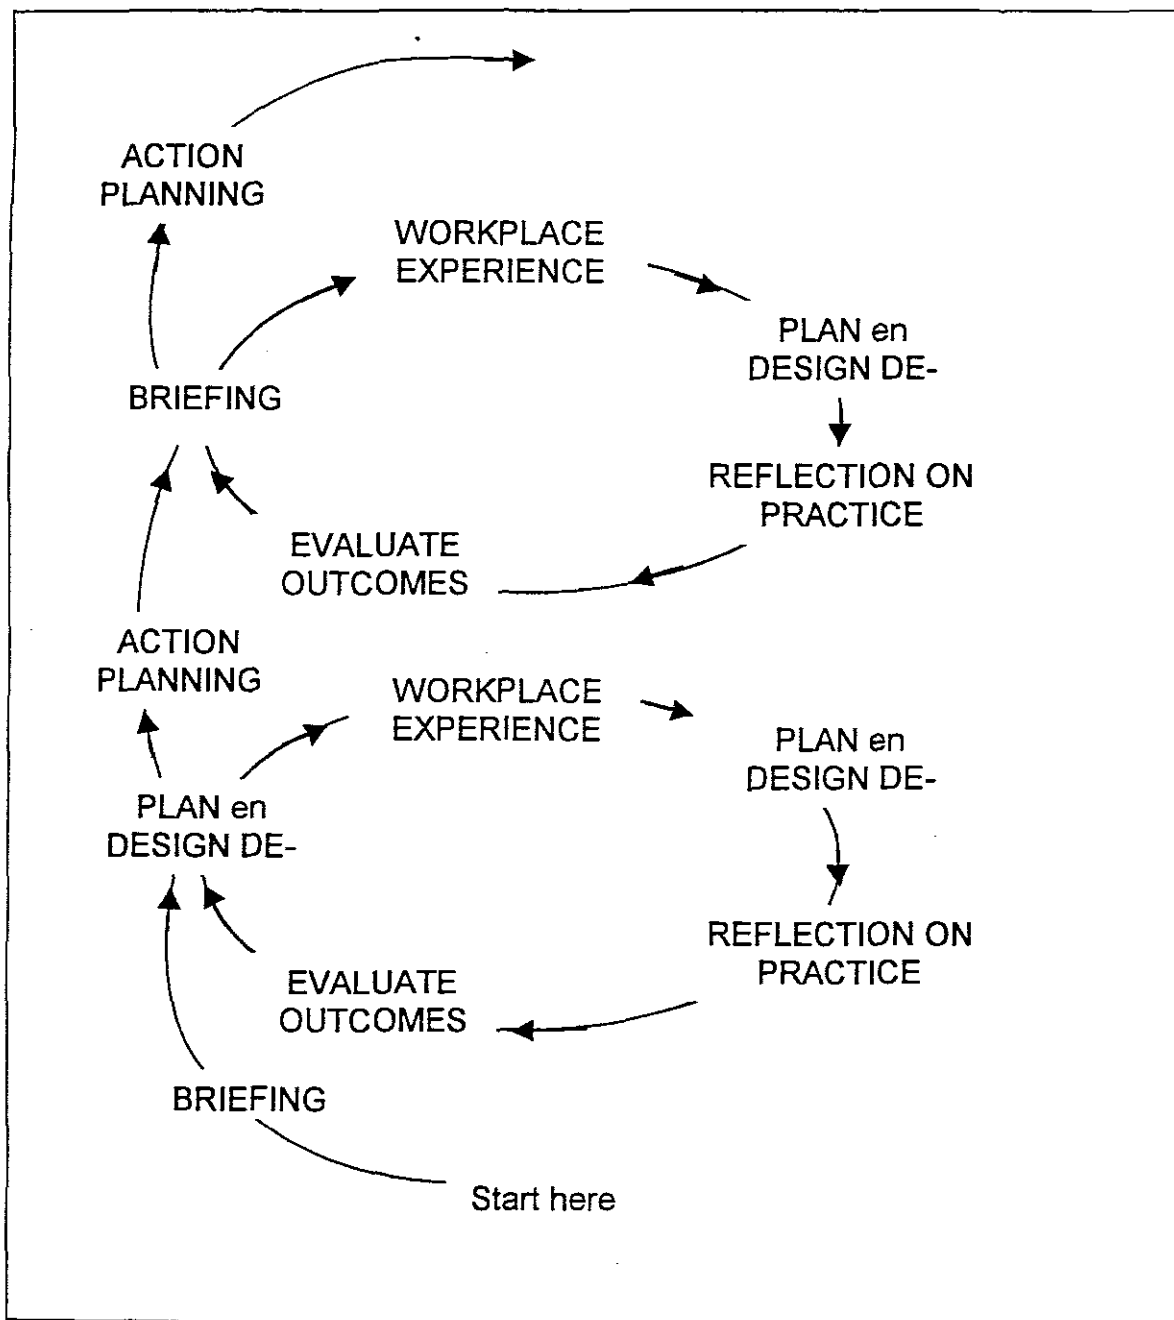 ACTION
PLANNING
WORKPLACE
EXPERIENCE
PLAN en
DESIGN DE-
BRIEFING
REFLECTION ON
PRACTICE
EVALUATE
OUTCOMES
ACTION
PLANNING
WORKPLACE
EXPERIENCE
PLAN en
DESIGN DE-
PLAN en
DESIGN DE-
REFLECTION ON
PRACTICE
EVALUATE
OUTCOMES
BRIEFING
Start here